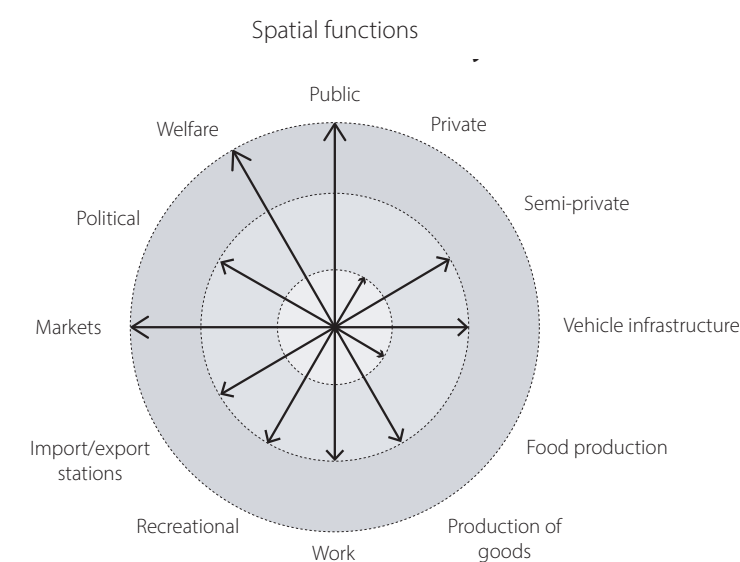 Spatial functions
Public
Welfare
Private
Political
Semi-private
Markets
Vehicle infrastructure
Import/export
stations
Food production
Recreational
Production of
goods
Work